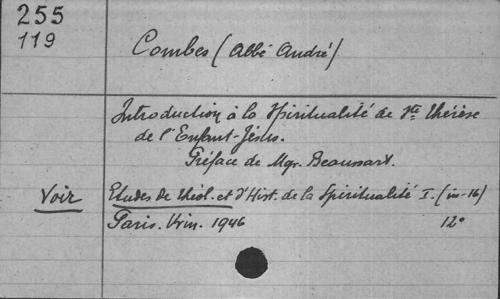 255
119
Combes (Abbé André)
Introduction à la Spiritualité de Ste Thérèse
de l'Enfant-Jésus.
Préface de Mgr. Beaussart.
Voir Etudes de théol. et d'Hist. de la Spiritualité I. (in-16)
Paris. Vrin. 1946 12°